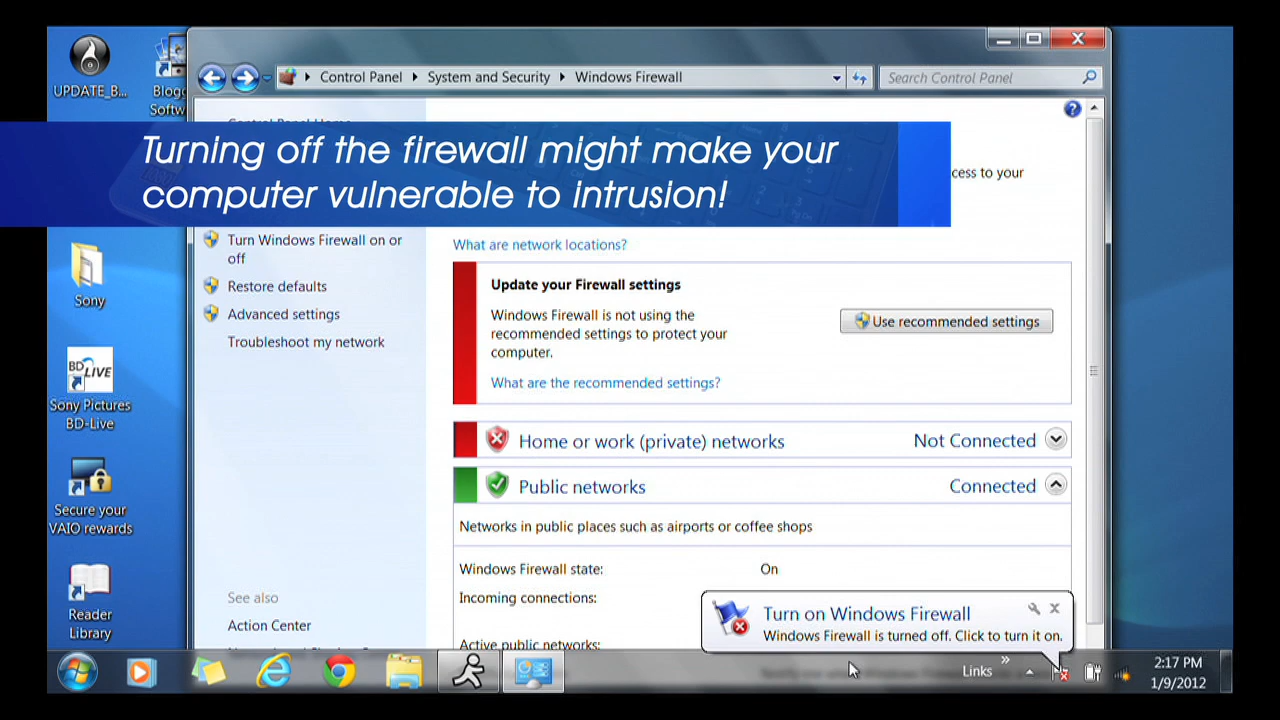 UPDATE_B...
Blogg
Softw
Control Panel
System and Security
Windows Firewall
Search Control Panel
Control Panel Home
Turning off the firewall might make your
computer vulnerable to intrusion!
cess to your
Turn Windows Firewall on or
off
Restore defaults
Advanced settings
Troubleshoot my network
What are network locations?
Update your Firewall settings
Windows Firewall is not using the
recommended settings to protect your
computer.
Use recommended settings
What are the recommended settings?
Home or work (private) networks
Not Connected
Public networks
Connected
Networks in public places such as airports or coffee shops
Windows Firewall state:
On
Incoming connections:
Active public networks:
Turn on Windows Firewall
Windows Firewall is turned off. Click to turn it on.
See also
Action Center
Sony
BD LIVE
Sony Pictures
BD-Live
Secure your
VAIO rewards
Reader
Library
Links
2:17 PM
1/9/2012